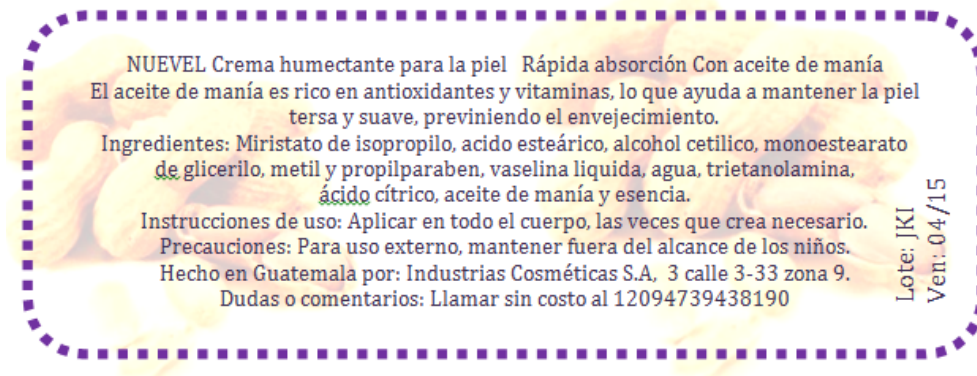 NUEVEL Crema humectante para la piel   Rápida absorción Con aceite de manía
El aceite de manía es rico en antioxidantes y vitaminas, lo que ayuda a mantener la piel
tersa y suave, previniendo el envejecimiento.
Ingredientes: Miristato de isopropilo, acido esteárico, alcohol cetilico, monoestearato
de glicerilo, metil y propilparaben, vaselina liquida, agua, trietanolamina,
ácido cítrico, aceite de manía y esencia.
Instrucciones de uso: Aplicar en todo el cuerpo, las veces que crea necesario.
Precauciones: Para uso externo, mantener fuera del alcance de los niños.
Hecho en Guatemala por: Industrias Cosméticas S.A,  3 calle 3-33 zona 9.
Dudas o comentarios: Llamar sin costo al 12094739438190
Lote: JKI
Ven: 04/15